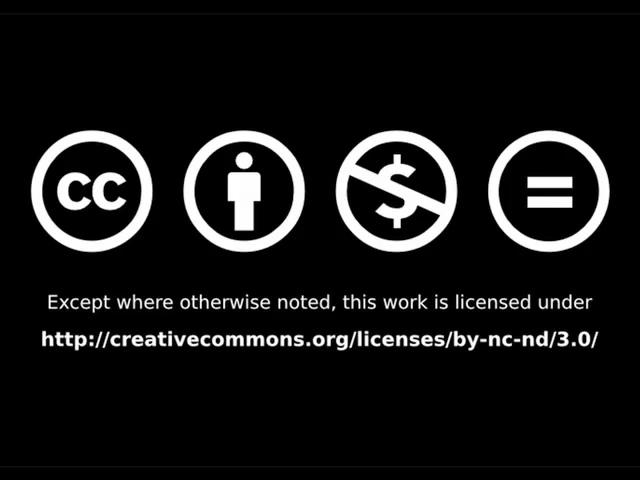 cc
$
=
Except where otherwise noted, this work is licensed under
http://creativecommons.org/licenses/by-nc-nd/3.0/